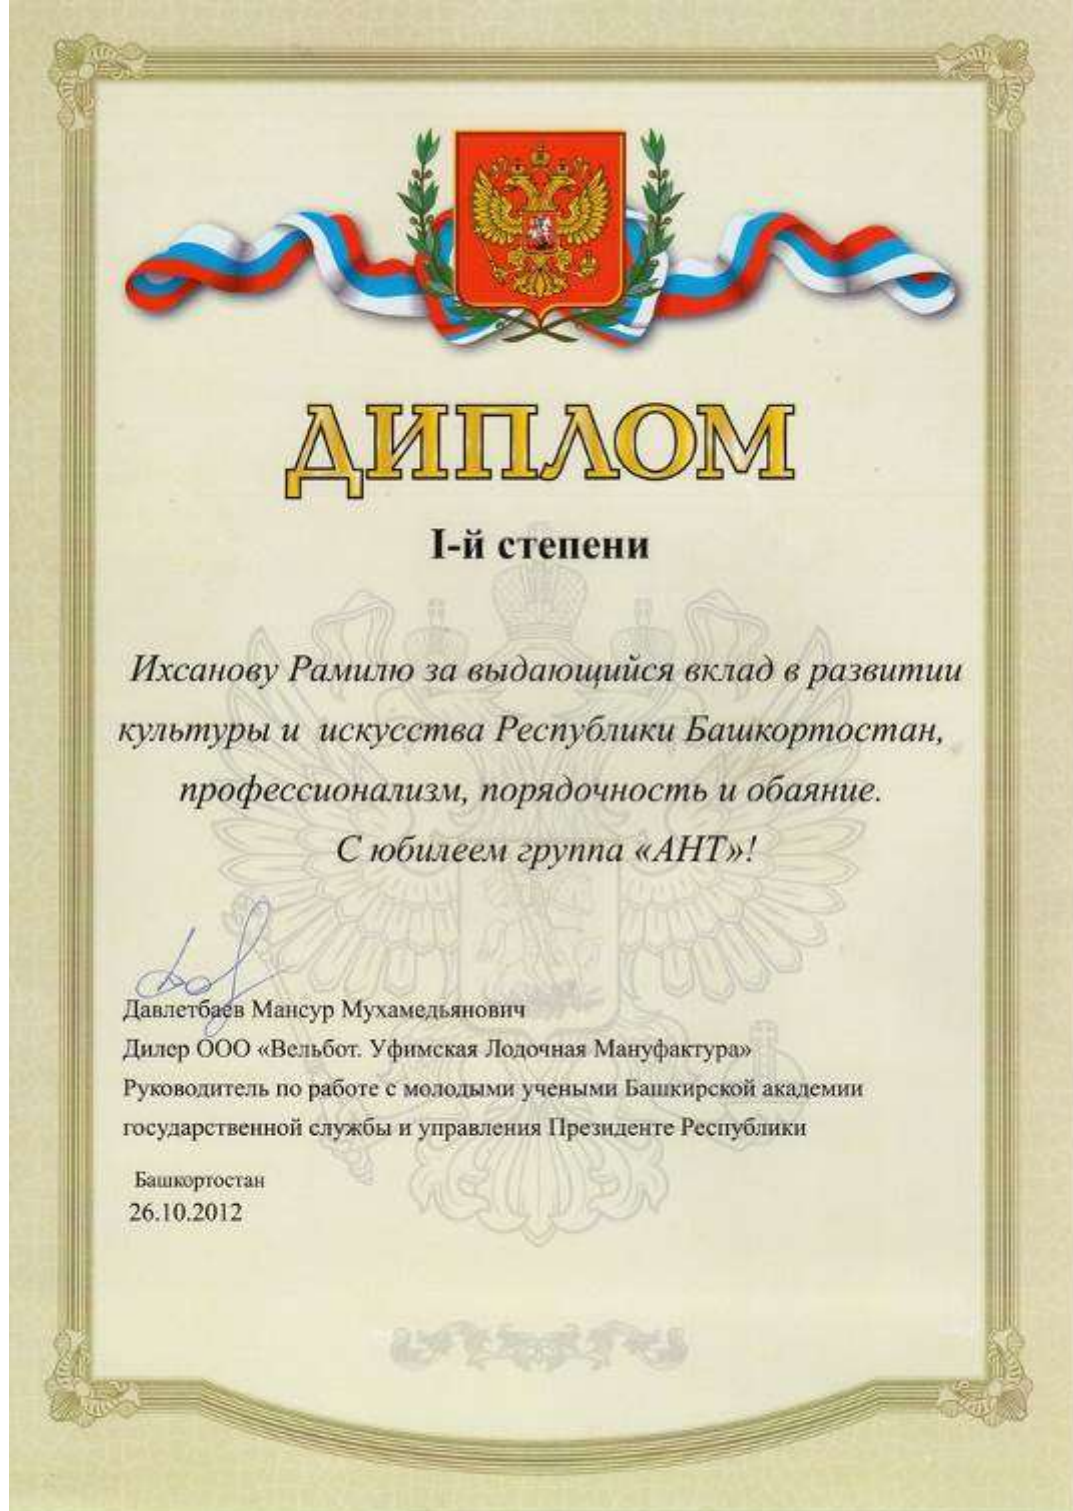 ДИПЛОМ
I-й степени
Ихсанову Рамилю за выдающийся вклад в развитии
культуры и искусства Республики Башкортостан,
профессионализм, порядочность и обаяние.
С юбилеем группа «АНТ»!
Давлетбаев Мансур Мухамедьянович
Дилер ООО «Вельбот. Уфимская Лодочная Мануфактура»
Руководитель по работе с молодыми учеными Башкирской академии
государственной службы и управления Президенте Республики
Башкортостан
26.10.2012